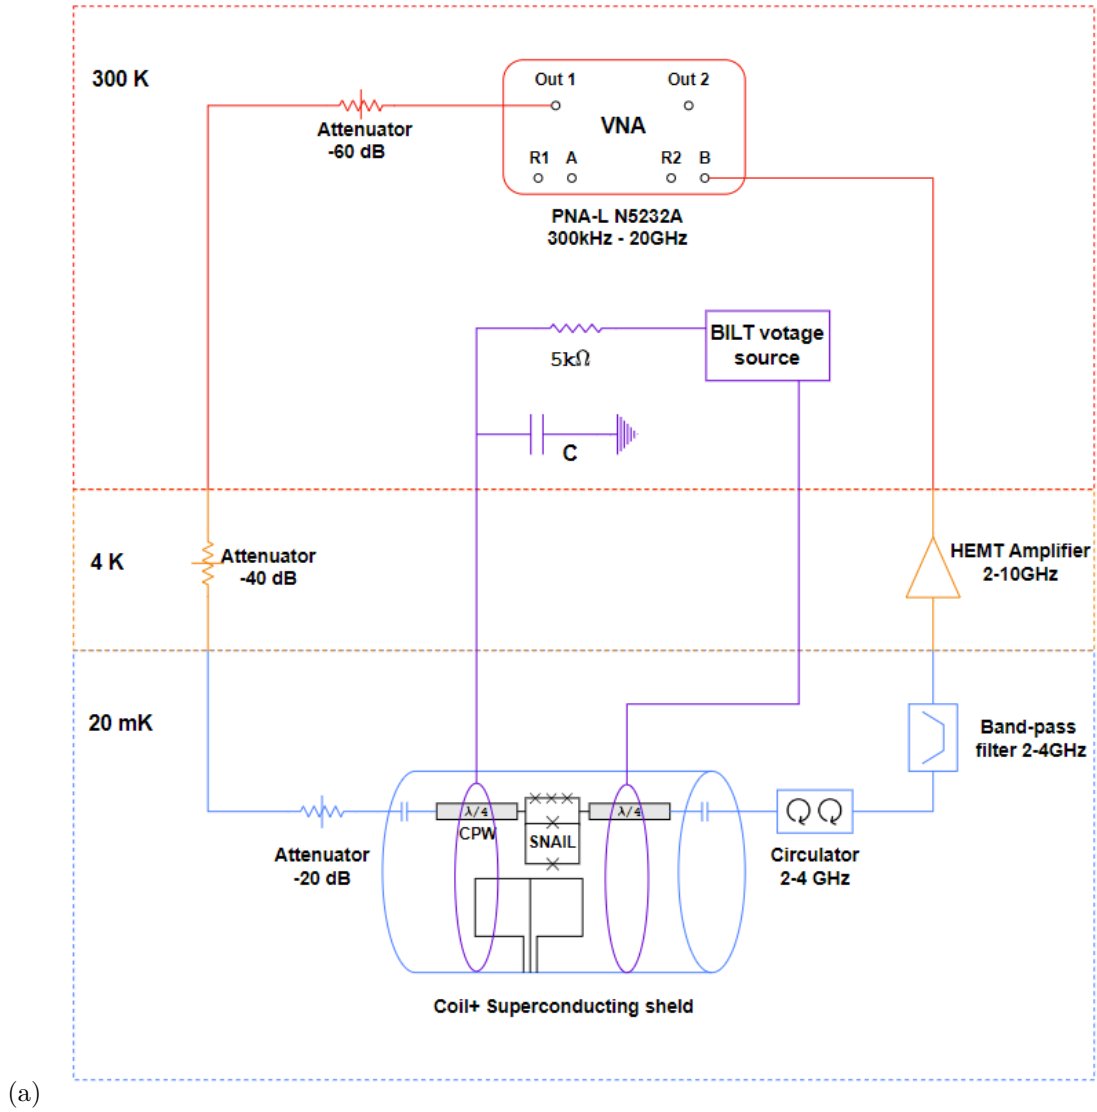 300 K
Out 1
Out 2
VNA
R1
A
R2
B
Attenuator
-60 dB
PNA-L N5232A
300kHz - 20GHz
BILT votage
source
5kΩ
C
4 K
Attenuator
-40 dB
HEMT Amplifier
2-10GHz
20 mK
Band-pass
filter 2-4GHz
λ/4
CPW
SNAIL
λ/4
Attenuator
-20 dB
Circulator
2-4 GHz
Coil+ Superconducting sheld
(a)